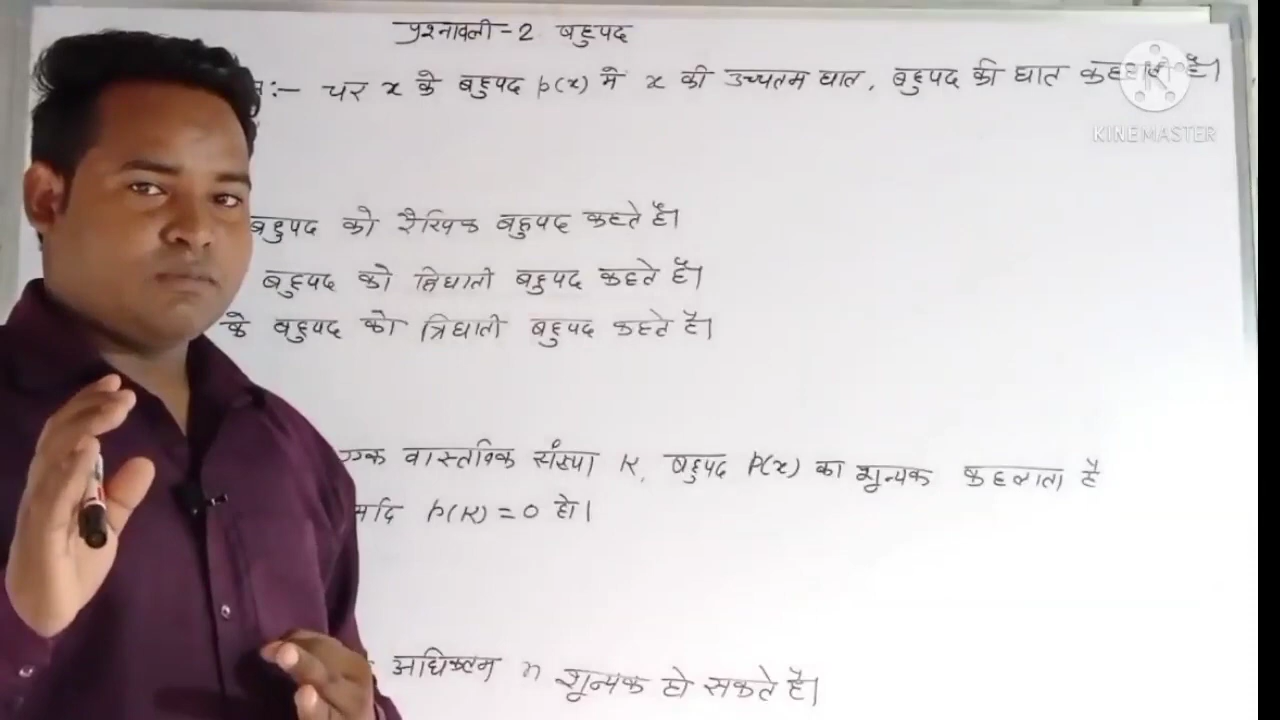 प्रश्नावली-2 बहुपद
:- चर x के बहुपद p(x) में x की उच्चतम घात, बहुपद की घात कहलाती है।
KINEMASTER
बहुपद को रैखिक बहुपद कहते हैं।
बहुपद को द्विघाती बहुपद कहते हैं।
के बहुपद को त्रिघाती बहुपद कहते है।
एक वास्तविक संख्या K, बहुपद P(x) का शून्यक कहलाता है
यदि p(K) = 0 हो।
अधिकतम n शून्यक हो सकते है।